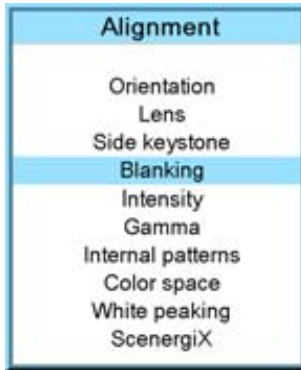 Alignment
Orientation
Lens
Side keystone
Blanking
Intensity
Gamma
Internal patterns
Color space
White peaking
ScenergiX